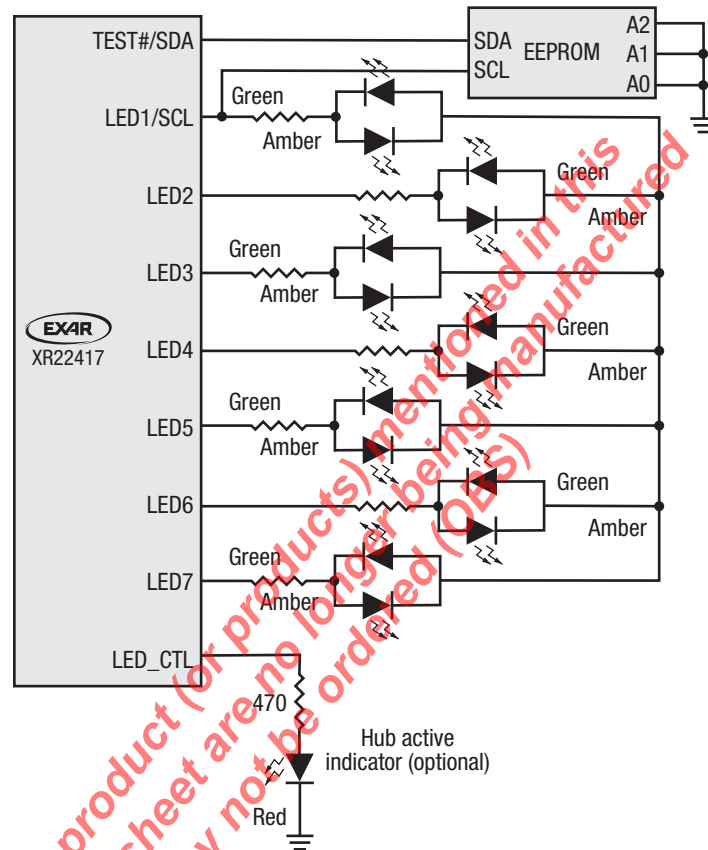 TEST#/SDA
SDA
SCL
EEPROM
A2
A1
A0
LED1/SCL
Green
Amber
LED2
Green
Amber
LED3
Green
Amber
EXAR
XR22417
LED4
Green
Amber
LED5
Green
Amber
LED6
Green
Amber
LED7
Green
Amber
LED_CTL
470
Hub active
indicator (optional)
Red
product (or products) mentioned in this
sheet are no longer being manufactured
not be ordered (OBS)